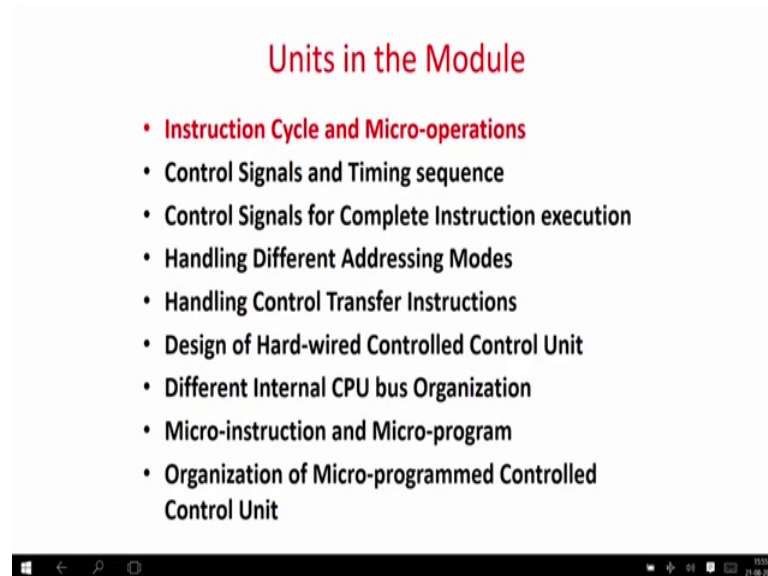 Units in the Module
• Instruction Cycle and Micro-operations
• Control Signals and Timing sequence
• Control Signals for Complete Instruction execution
• Handling Different Addressing Modes
• Handling Control Transfer Instructions
• Design of Hard-wired Controlled Control Unit
• Different Internal CPU bus Organization
• Micro-instruction and Micro-program
• Organization of Micro-programmed Controlled
Control Unit
15:55